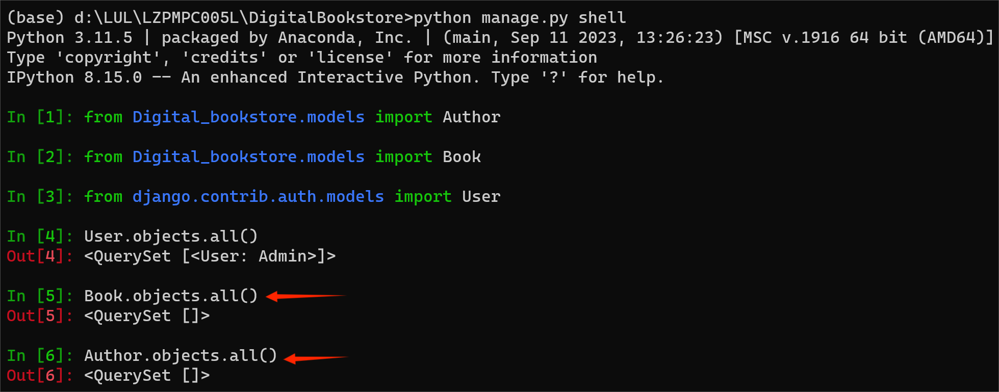 (base) d:\LUL\LZPMPC005L\DigitalBookstore>python manage.py shell
Python 3.11.5 | packaged by Anaconda, Inc. | (main, Sep 11 2023, 13:26:23) [MSC v.1916 64 bit (AMD64)]
Type 'copyright', 'credits' or 'license' for more information
IPython 8.15.0 -- An enhanced Interactive Python. Type '?' for help.
In [1]: from Digital_bookstore.models import Author
In [2]: from Digital_bookstore.models import Book
In [3]: from django.contrib.auth.models import User
In [4]: User.objects.all()
Out[4]: <QuerySet [<User: Admin>]>
In [5]: Book.objects.all()
Out[5]: <QuerySet []>
In [6]: Author.objects.all()
Out[6]: <QuerySet []>